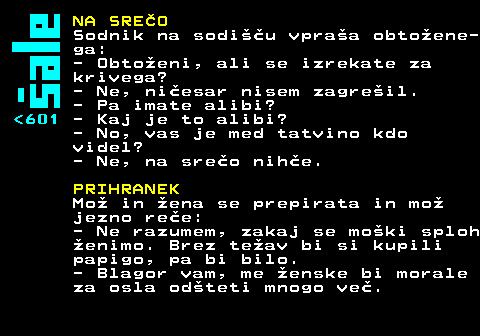 Šale
<601
NA SREČO
Sodnik na sodišču vpraša obtožene-
ga:
- Obtoženi, ali se izrekate za
krivega?
- Ne, ničesar nisem zagrešil.
- Pa imate alibi?
- Kaj je to alibi?
- No, vas je med tatvino kdo
videl?
- Ne, na srečo nihče.
PRIHRANEK
Mož in žena se prepirata in mož
jezno reče:
- Ne razumem, zakaj se moški sploh
ženimo. Brez težav bi si kupili
papigo, pa bi bilo.
- Blagor vam, me ženske bi morale
za osla odšteti mnogo več.